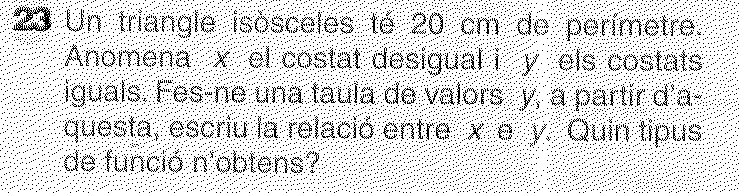 23 Un triangle isòsceles té 20 cm de perímetre.
Anomena x el costat desigual i y els costats
iguals. Fes-ne una taula de valors y, a partir d'a-
questa, escriu la relació entre x e y. Quin tipus
de funció n'obtens?